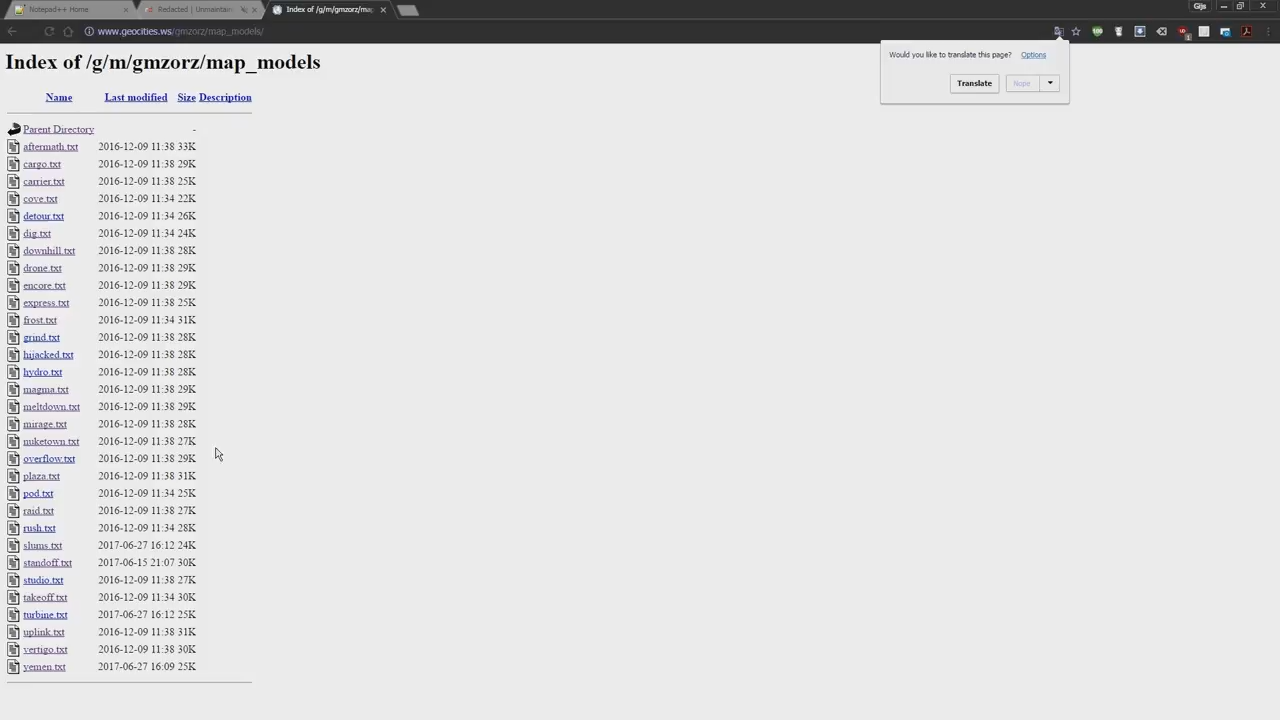 Notepad++ Home
Redacted | Unmaintain
Index of /g/m/gmzorz/map
Gijs
www.geocities.ws/gmzorz/map_models/
Would you like to translate this page? Options
Translate Nope
Index of /g/m/gmzorz/map_models
Name Last modified Size Description
Parent Directory -
aftermath.txt 2016-12-09 11:38 33K
cargo.txt 2016-12-09 11:38 29K
carrier.txt 2016-12-09 11:38 25K
cove.txt 2016-12-09 11:34 22K
detour.txt 2016-12-09 11:34 26K
dig.txt 2016-12-09 11:34 24K
downhill.txt 2016-12-09 11:38 28K
drone.txt 2016-12-09 11:38 29K
encore.txt 2016-12-09 11:38 29K
express.txt 2016-12-09 11:38 25K
frost.txt 2016-12-09 11:34 31K
grind.txt 2016-12-09 11:38 28K
hijacked.txt 2016-12-09 11:38 28K
hydro.txt 2016-12-09 11:38 28K
magma.txt 2016-12-09 11:38 29K
meltdown.txt 2016-12-09 11:38 29K
mirage.txt 2016-12-09 11:38 28K
nuketown.txt 2016-12-09 11:38 27K
overflow.txt 2016-12-09 11:38 29K
plaza.txt 2016-12-09 11:38 31K
pod.txt 2016-12-09 11:34 25K
raid.txt 2016-12-09 11:38 27K
rush.txt 2016-12-09 11:34 28K
slums.txt 2017-06-27 16:12 24K
standoff.txt 2017-06-15 21:07 30K
studio.txt 2016-12-09 11:38 27K
takeoff.txt 2016-12-09 11:34 30K
turbine.txt 2017-06-27 16:12 25K
uplink.txt 2016-12-09 11:38 31K
vertigo.txt 2016-12-09 11:38 30K
yemen.txt 2017-06-27 16:09 25K